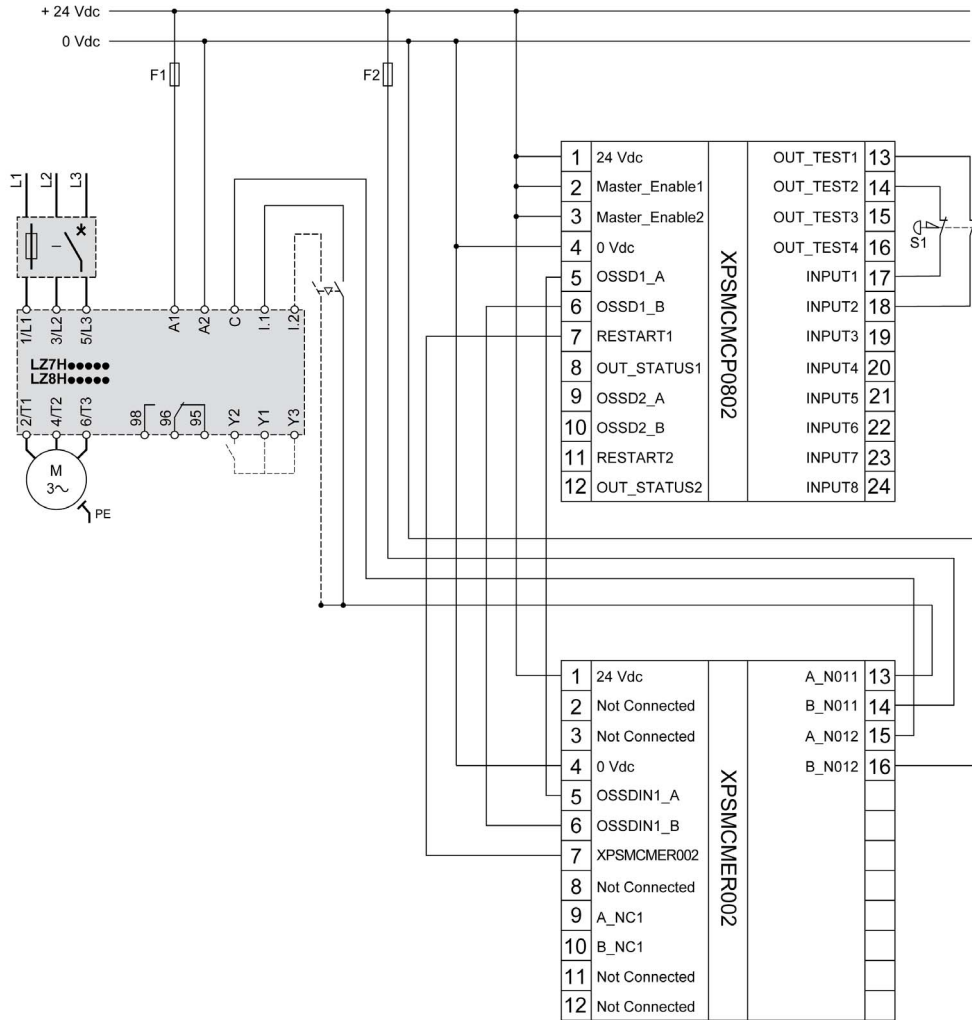 + 24 Vdc
0 Vdc
F1
F2
L1
L2
L3
1/L1
3/L2
5/L3
A1
A2
C
I.1
I.2
LZ7H●●●●●
LZ8H●●●●●
2/T1
4/T2
6/T3
98
96
95
Y2
Y1
Y3
M
3~
PE
XPSMCMCP0802
1 24 Vdc
2 Master_Enable1
3 Master_Enable2
4 0 Vdc
5 OSSD1_A
6 OSSD1_B
7 RESTART1
8 OUT_STATUS1
9 OSSD2_A
10 OSSD2_B
11 RESTART2
12 OUT_STATUS2
OUT_TEST1 13
OUT_TEST2 14
OUT_TEST3 15
OUT_TEST4 16
INPUT1 17
INPUT2 18
INPUT3 19
INPUT4 20
INPUT5 21
INPUT6 22
INPUT7 23
INPUT8 24
S1
XPSMCMER002
1 24 Vdc
2 Not Connected
3 Not Connected
4 0 Vdc
5 OSSDIN1_A
6 OSSDIN1_B
7 XPSMCMER002
8 Not Connected
9 A_NC1
10 B_NC1
11 Not Connected
12 Not Connected
A_N011 13
B_N011 14
A_N012 15
B_N012 16